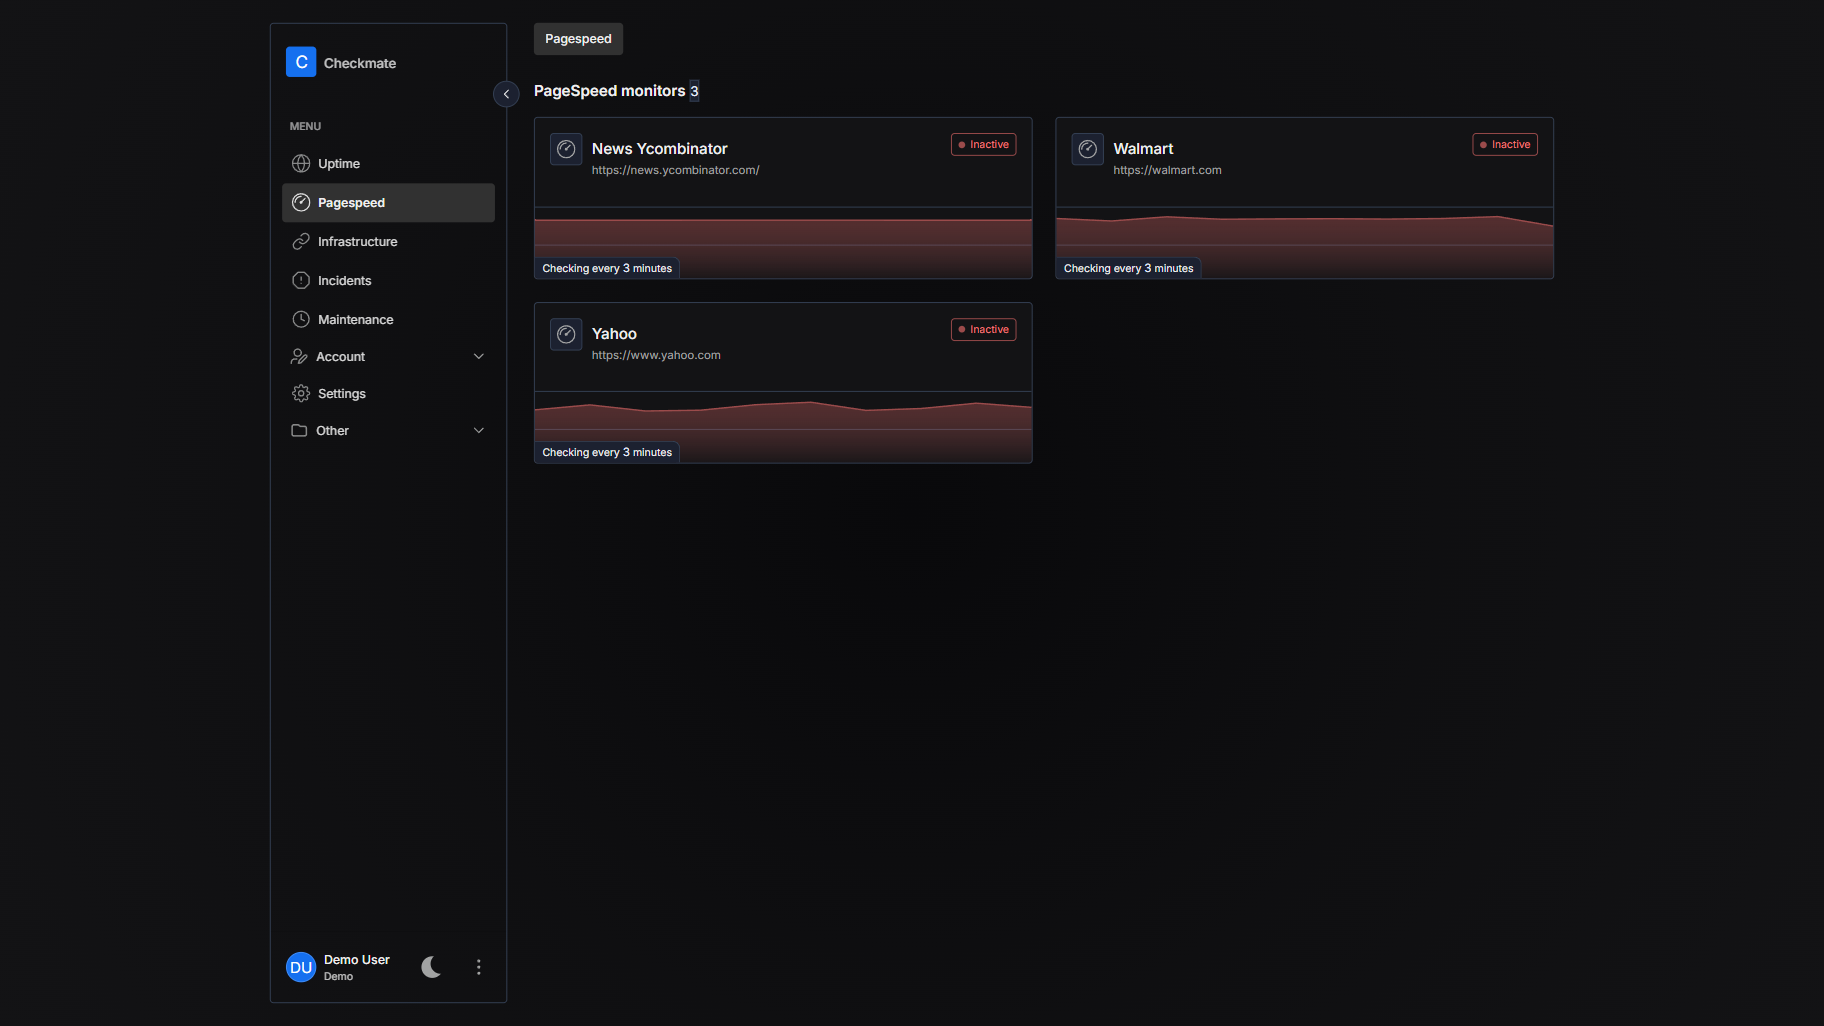 C Checkmate
MENU
Uptime
Pagespeed
Infrastructure
Incidents
Maintenance
Account
Settings
Other
DU Demo User
Demo
Pagespeed
PageSpeed monitors 3
News Ycombinator
https://news.ycombinator.com/
Inactive
Checking every 3 minutes
Walmart
https://walmart.com
Inactive
Checking every 3 minutes
Yahoo
https://www.yahoo.com
Inactive
Checking every 3 minutes